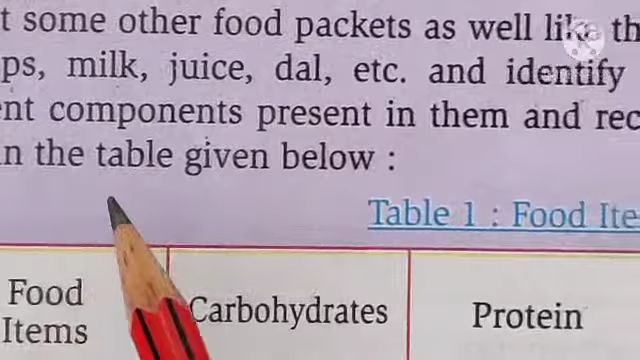 t some other food packets as well like th
ps, milk, juice, dal, etc. and identify
nt components present in them and rec
n the table given below :
Table 1 : Food Ite
Food Items
Carbohydrates
Protein